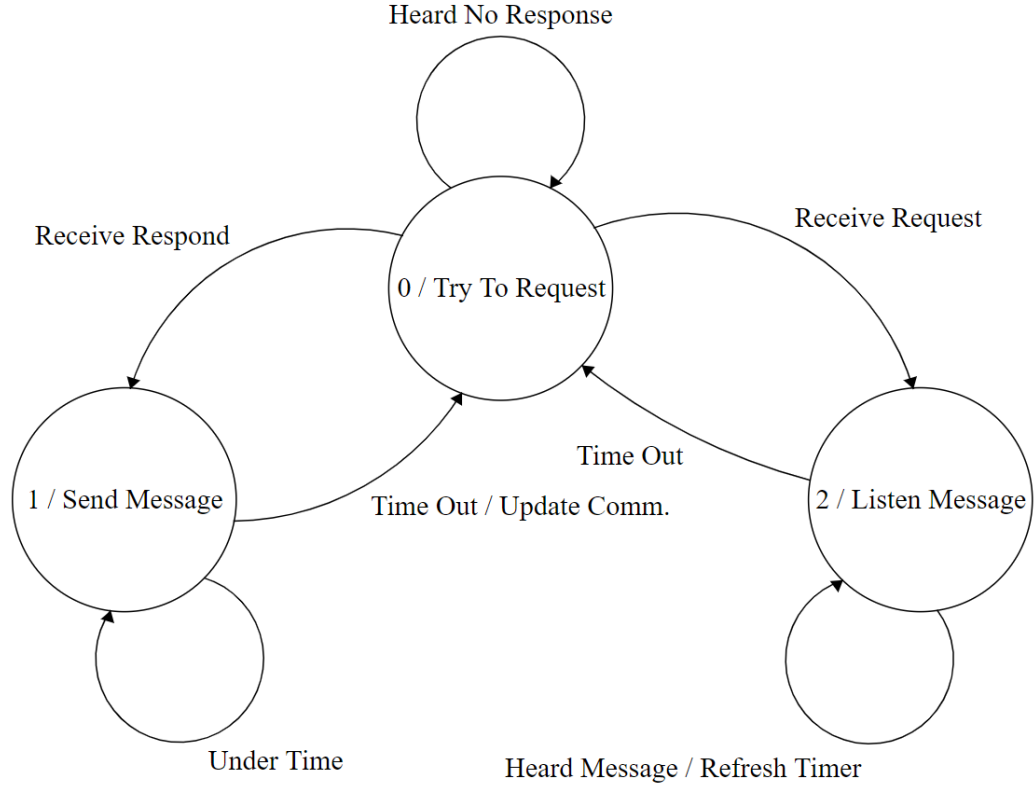 Heard No Response
Receive Respond
Receive Request
0 / Try To Request
Time Out
1 / Send Message
Time Out / Update Comm.
2 / Listen Message
Under Time
Heard Message / Refresh Timer